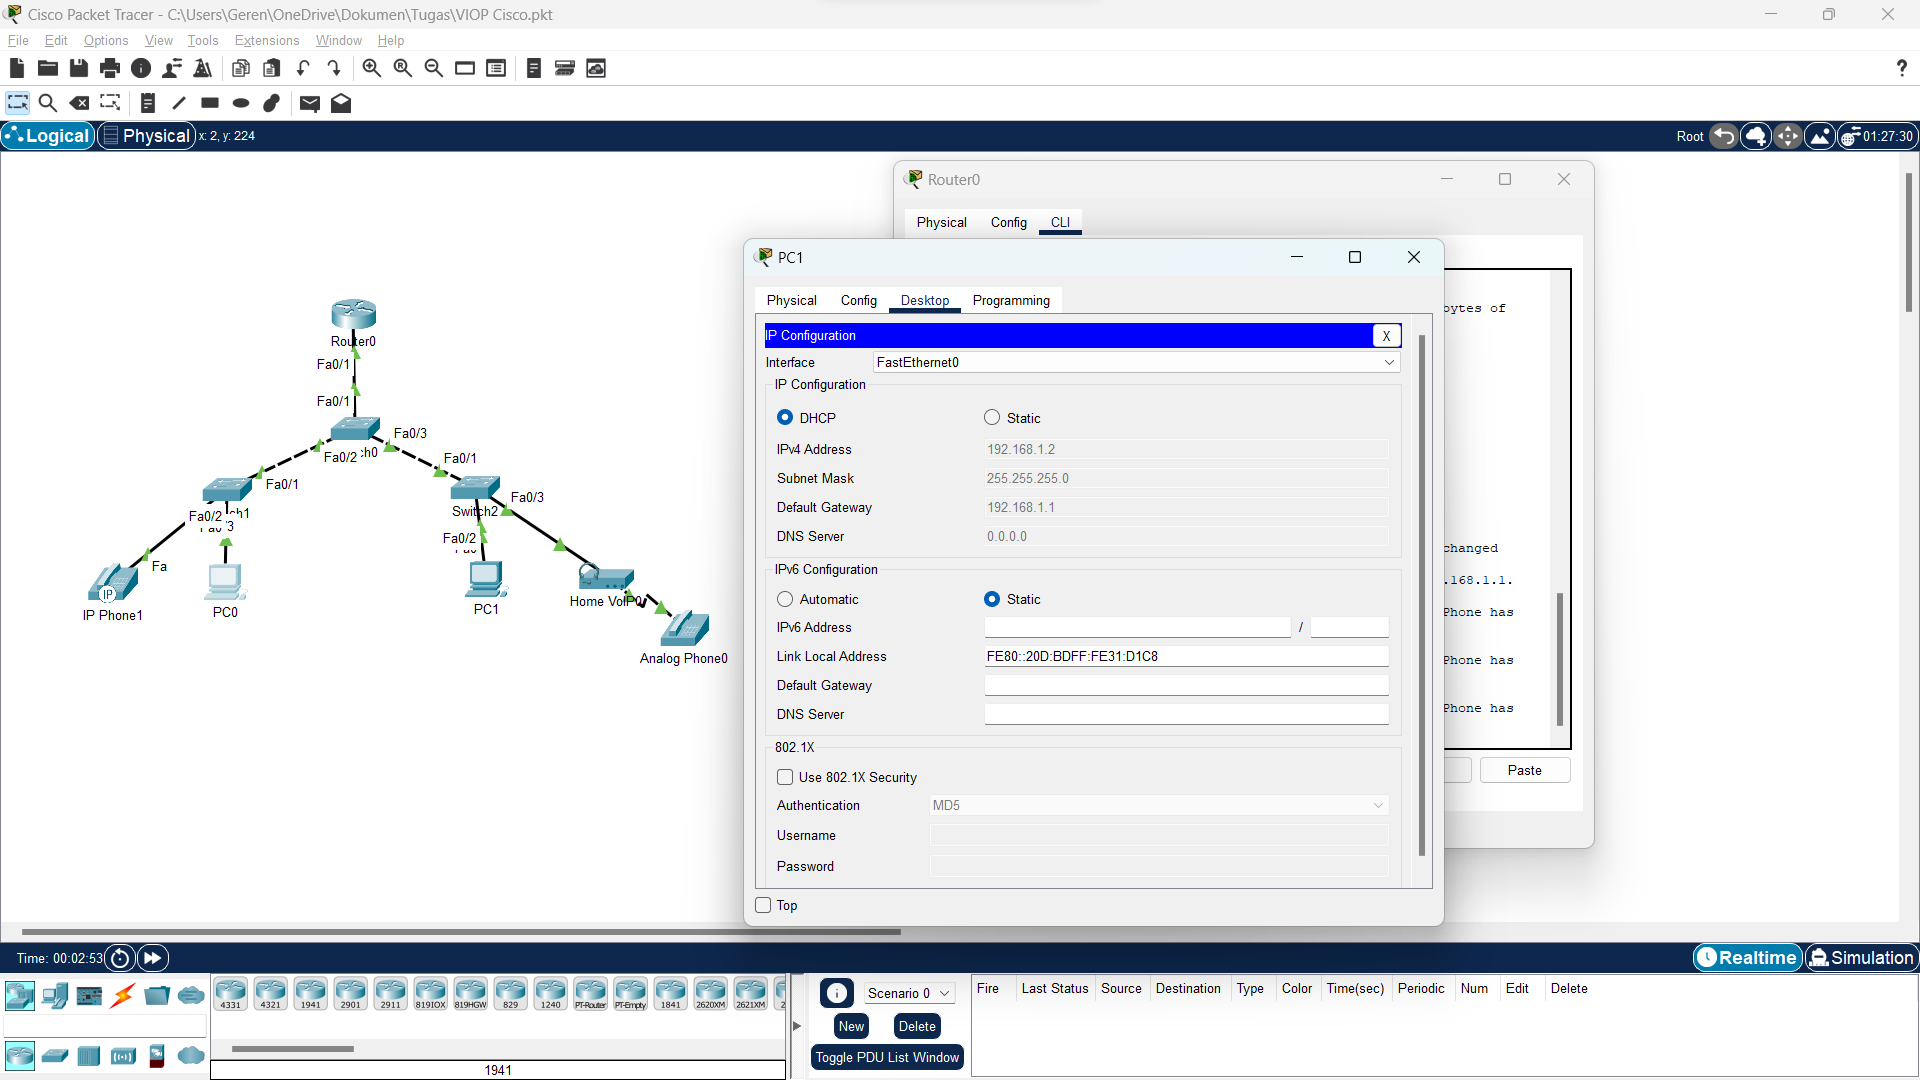 Cisco Packet Tracer - C:\Users\Geren\OneDrive\Dokumen\Tugas\VIOP Cisco.pkt
File Edit Options View Tools Extensions Window Help
Logical Physical x: 2, y: 224 Root 01:27:30
Router0
Physical Config CLI
bytes of
changed
.168.1.1.
Phone has
Phone has
Phone has
Paste
PC1
Physical Config Desktop Programming
IP Configuration X
Interface FastEthernet0
IP Configuration
DHCP Static
IPv4 Address 192.168.1.2
Subnet Mask 255.255.255.0
Default Gateway 192.168.1.1
DNS Server 0.0.0.0
IPv6 Configuration
Automatic Static
IPv6 Address /
Link Local Address FE80::20D:BDFF:FE31:D1C8
Default Gateway
DNS Server
802.1X
Use 802.1X Security
Authentication MD5
Username
Password
Top
Router0
Fa0/1
Fa0/1
Fa0/3
Fa0/2 ch0
Fa0/1
Fa0/1
Fa0/3
Switch2
Fa0/2 ch1
Fa0/2
Fa
IP
IP Phone1
PC0
PC1
Home VoIP0
Analog Phone0
Time: 00:02:53 Realtime Simulation
4331 4321 1941 2901 2911 819IOX 819HGW 829 1240 PT-Router PT-Empty 1841 2620XM 2621XM 2
1941
Scenario 0
New Delete
Toggle PDU List Window
Fire Last Status Source Destination Type Color Time(sec) Periodic Num Edit Delete